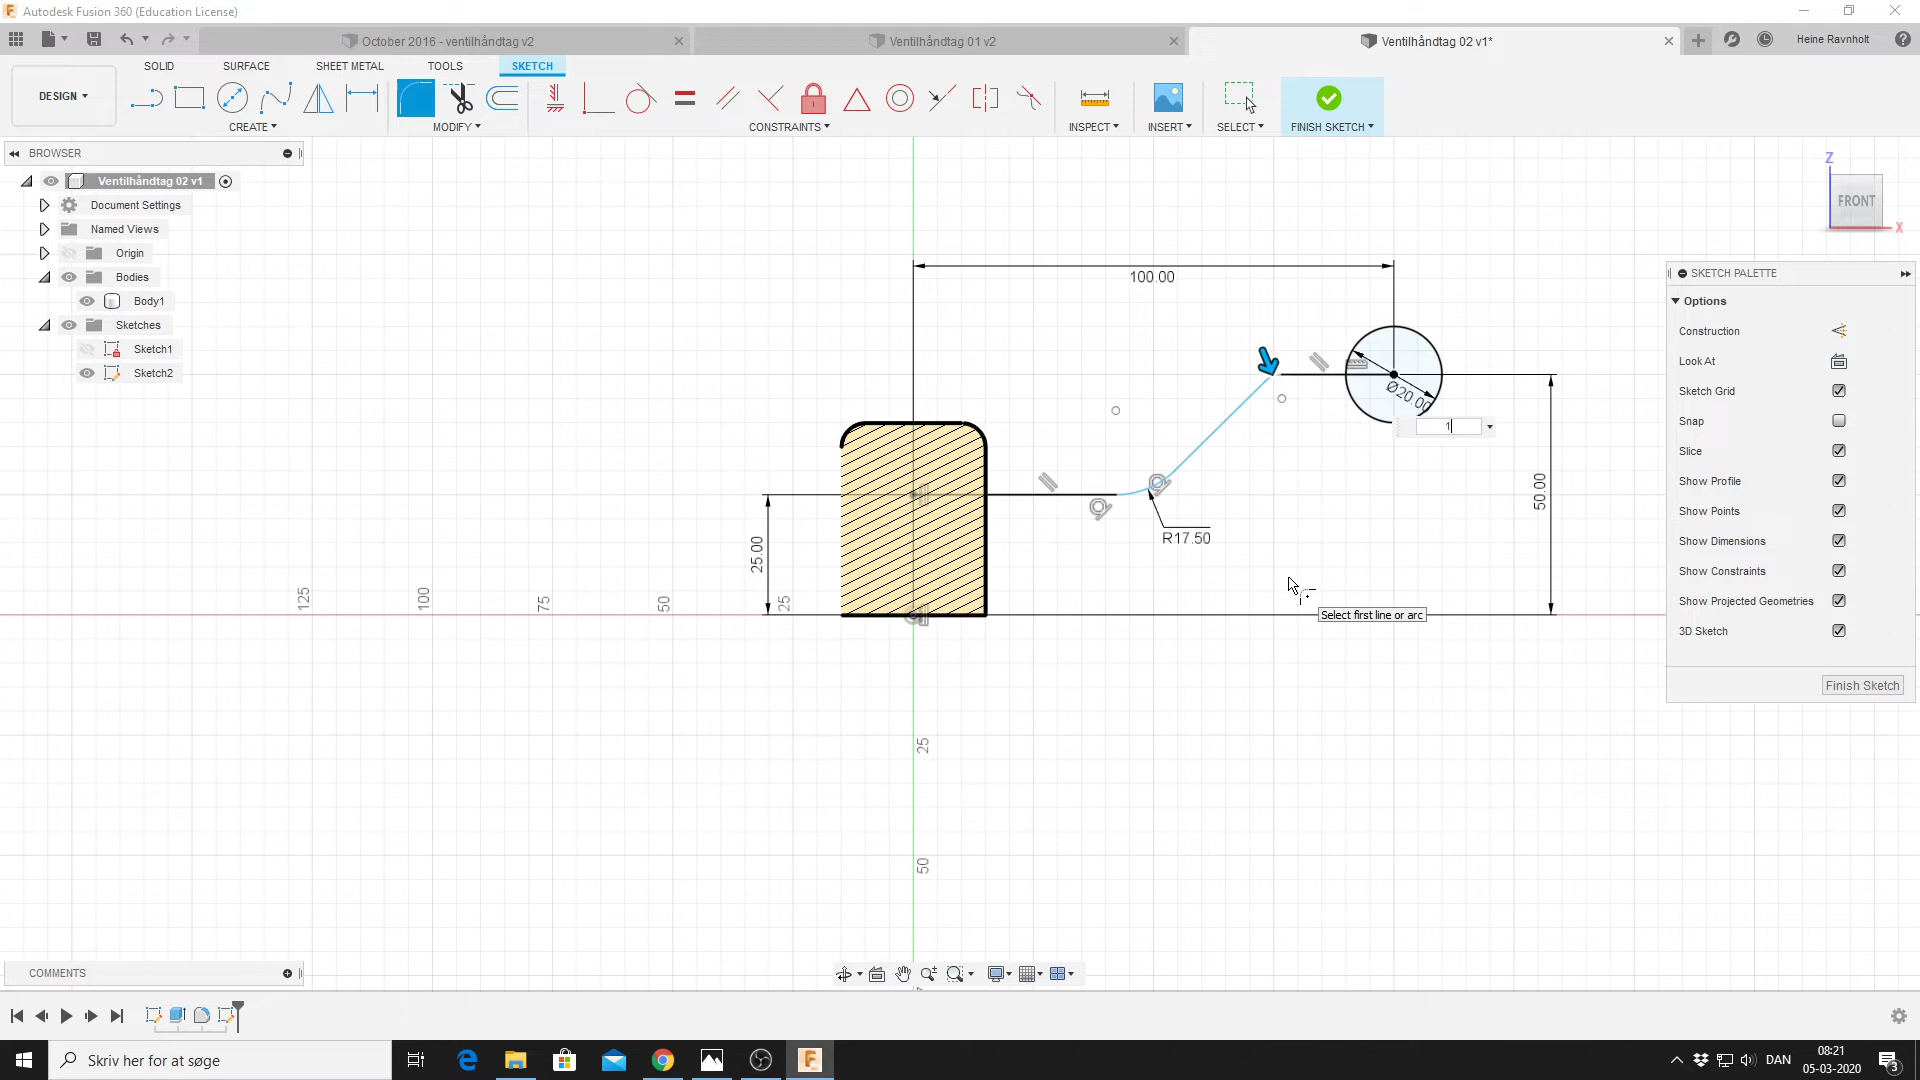 Autodesk Fusion 360 (Education License)
October 2016 - ventilhåndtag v2
Ventilhåndtag 01 v2
Ventilhåndtag 02 v1*
Heine Ravnholt
SOLID
SURFACE
SHEET METAL
TOOLS
SKETCH
DESIGN
CREATE
MODIFY
CONSTRAINTS
INSPECT
INSERT
SELECT
FINISH SKETCH
BROWSER
Ventilhåndtag 02 v1
Document Settings
Named Views
Origin
Bodies
Body1
Sketches
Sketch1
Sketch2
Z
FRONT
X
100.00
Ø20.00
1
50.00
25.00
R17.50
Select first line or arc
125
100
75
50
25
25
50
SKETCH PALETTE
Options
Construction
Look At
Sketch Grid
Snap
Slice
Show Profile
Show Points
Show Dimensions
Show Constraints
Show Projected Geometries
3D Sketch
Finish Sketch
COMMENTS
Skriv her for at søge
DAN
08:21
05-03-2020
3